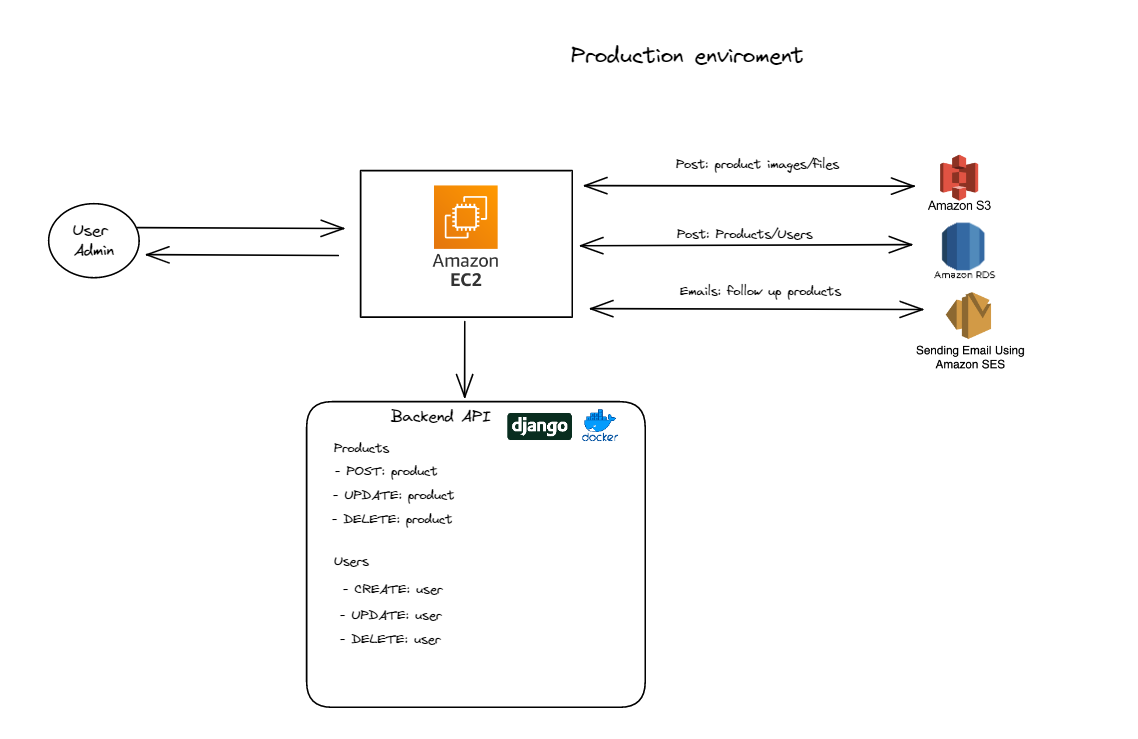 Production enviroment
User
Admin
Amazon
EC2
Post: product images/files
Amazon S3
Post: Products/Users
Amazon RDS
Emails: follow up products
Sending Email Using
Amazon SES
Backend API
django
docker
Products
- POST: product
- UPDATE: product
- DELETE: product
Users
- CREATE: user
- UPDATE: user
- DELETE: user